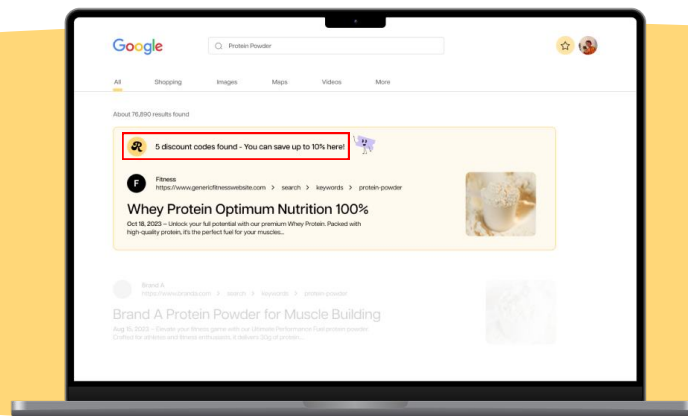 Google
Protein Powder
All Shopping Images Maps Videos More
About 76,890 results found
R 5 discount codes found - You can save up to 10% here!
F
Fitness
https://www.genericfitnesswebsite.com > search > keywords > protein-powder
Whey Protein Optimum Nutrition 100%
Oct 18, 2023 – Unlock your full potential with our premium Whey Protein. Packed with
high-quality protein, it's the perfect fuel for your muscles...
Brand A
https://www.branda.com > search > keywords > protein-powder
Brand A Protein Powder for Muscle Building
Aug 15, 2023 – Elevate your fitness game with our Ultimate Performance Fuel protein powder.
Crafted for athletes and fitness enthusiasts, it delivers 30g of protein...